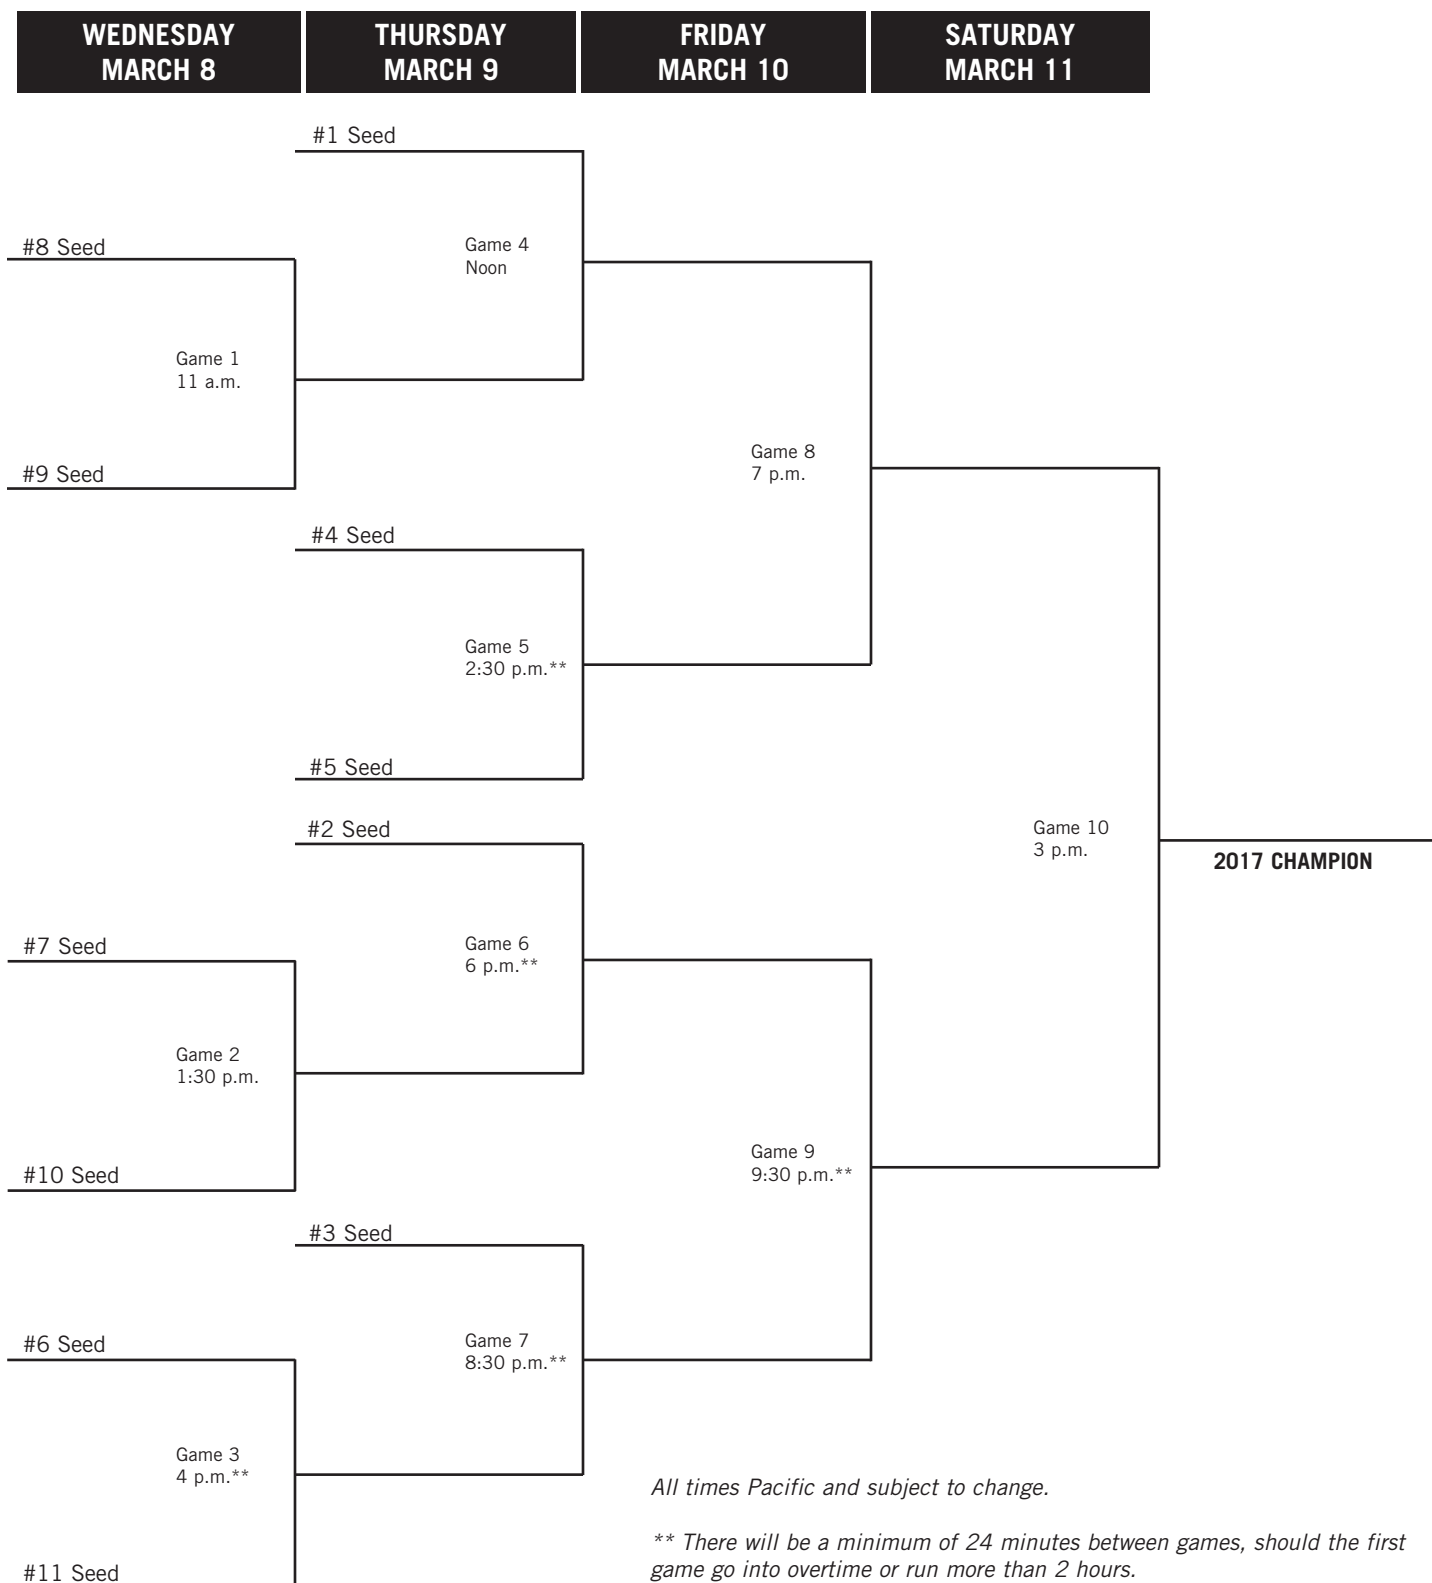 WEDNESDAY
MARCH 8
THURSDAY
MARCH 9
FRIDAY
MARCH 10
SATURDAY
MARCH 11
#1 Seed
#8 Seed
Game 4
Noon
Game 1
11 a.m.
#9 Seed
Game 8
7 p.m.
#4 Seed
Game 5
2:30 p.m.**
#5 Seed
#2 Seed
Game 10
3 p.m.
2017 CHAMPION
#7 Seed
Game 6
6 p.m.**
Game 2
1:30 p.m.
#10 Seed
Game 9
9:30 p.m.**
#3 Seed
#6 Seed
Game 7
8:30 p.m.**
Game 3
4 p.m.**
#11 Seed
All times Pacific and subject to change.
** There will be a minimum of 24 minutes between games, should the first
game go into overtime or run more than 2 hours.